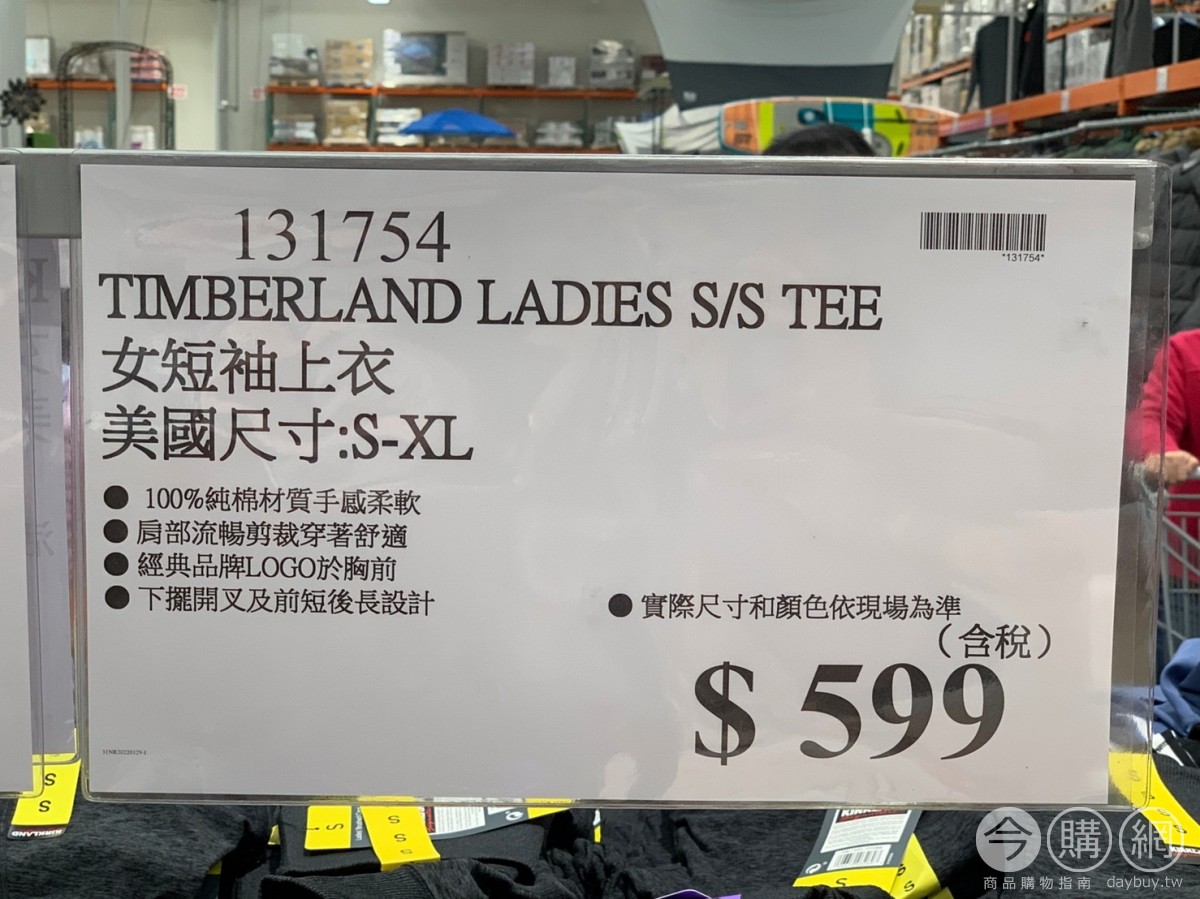 131754
*131754*
TIMBERLAND LADIES S/S TEE
女短袖上衣
美國尺寸:S-XL
● 100%純棉材質手感柔軟
● 肩部流暢剪裁穿著舒適
● 經典品牌LOGO於胸前
● 下擺開叉及前短後長設計
● 實際尺寸和顏色依現場為準
(含稅)
$ 599
S S
KIRKLAND
S
S S S
KIRKLAND
S S
今購網
商品購物指南 daybuy.tw